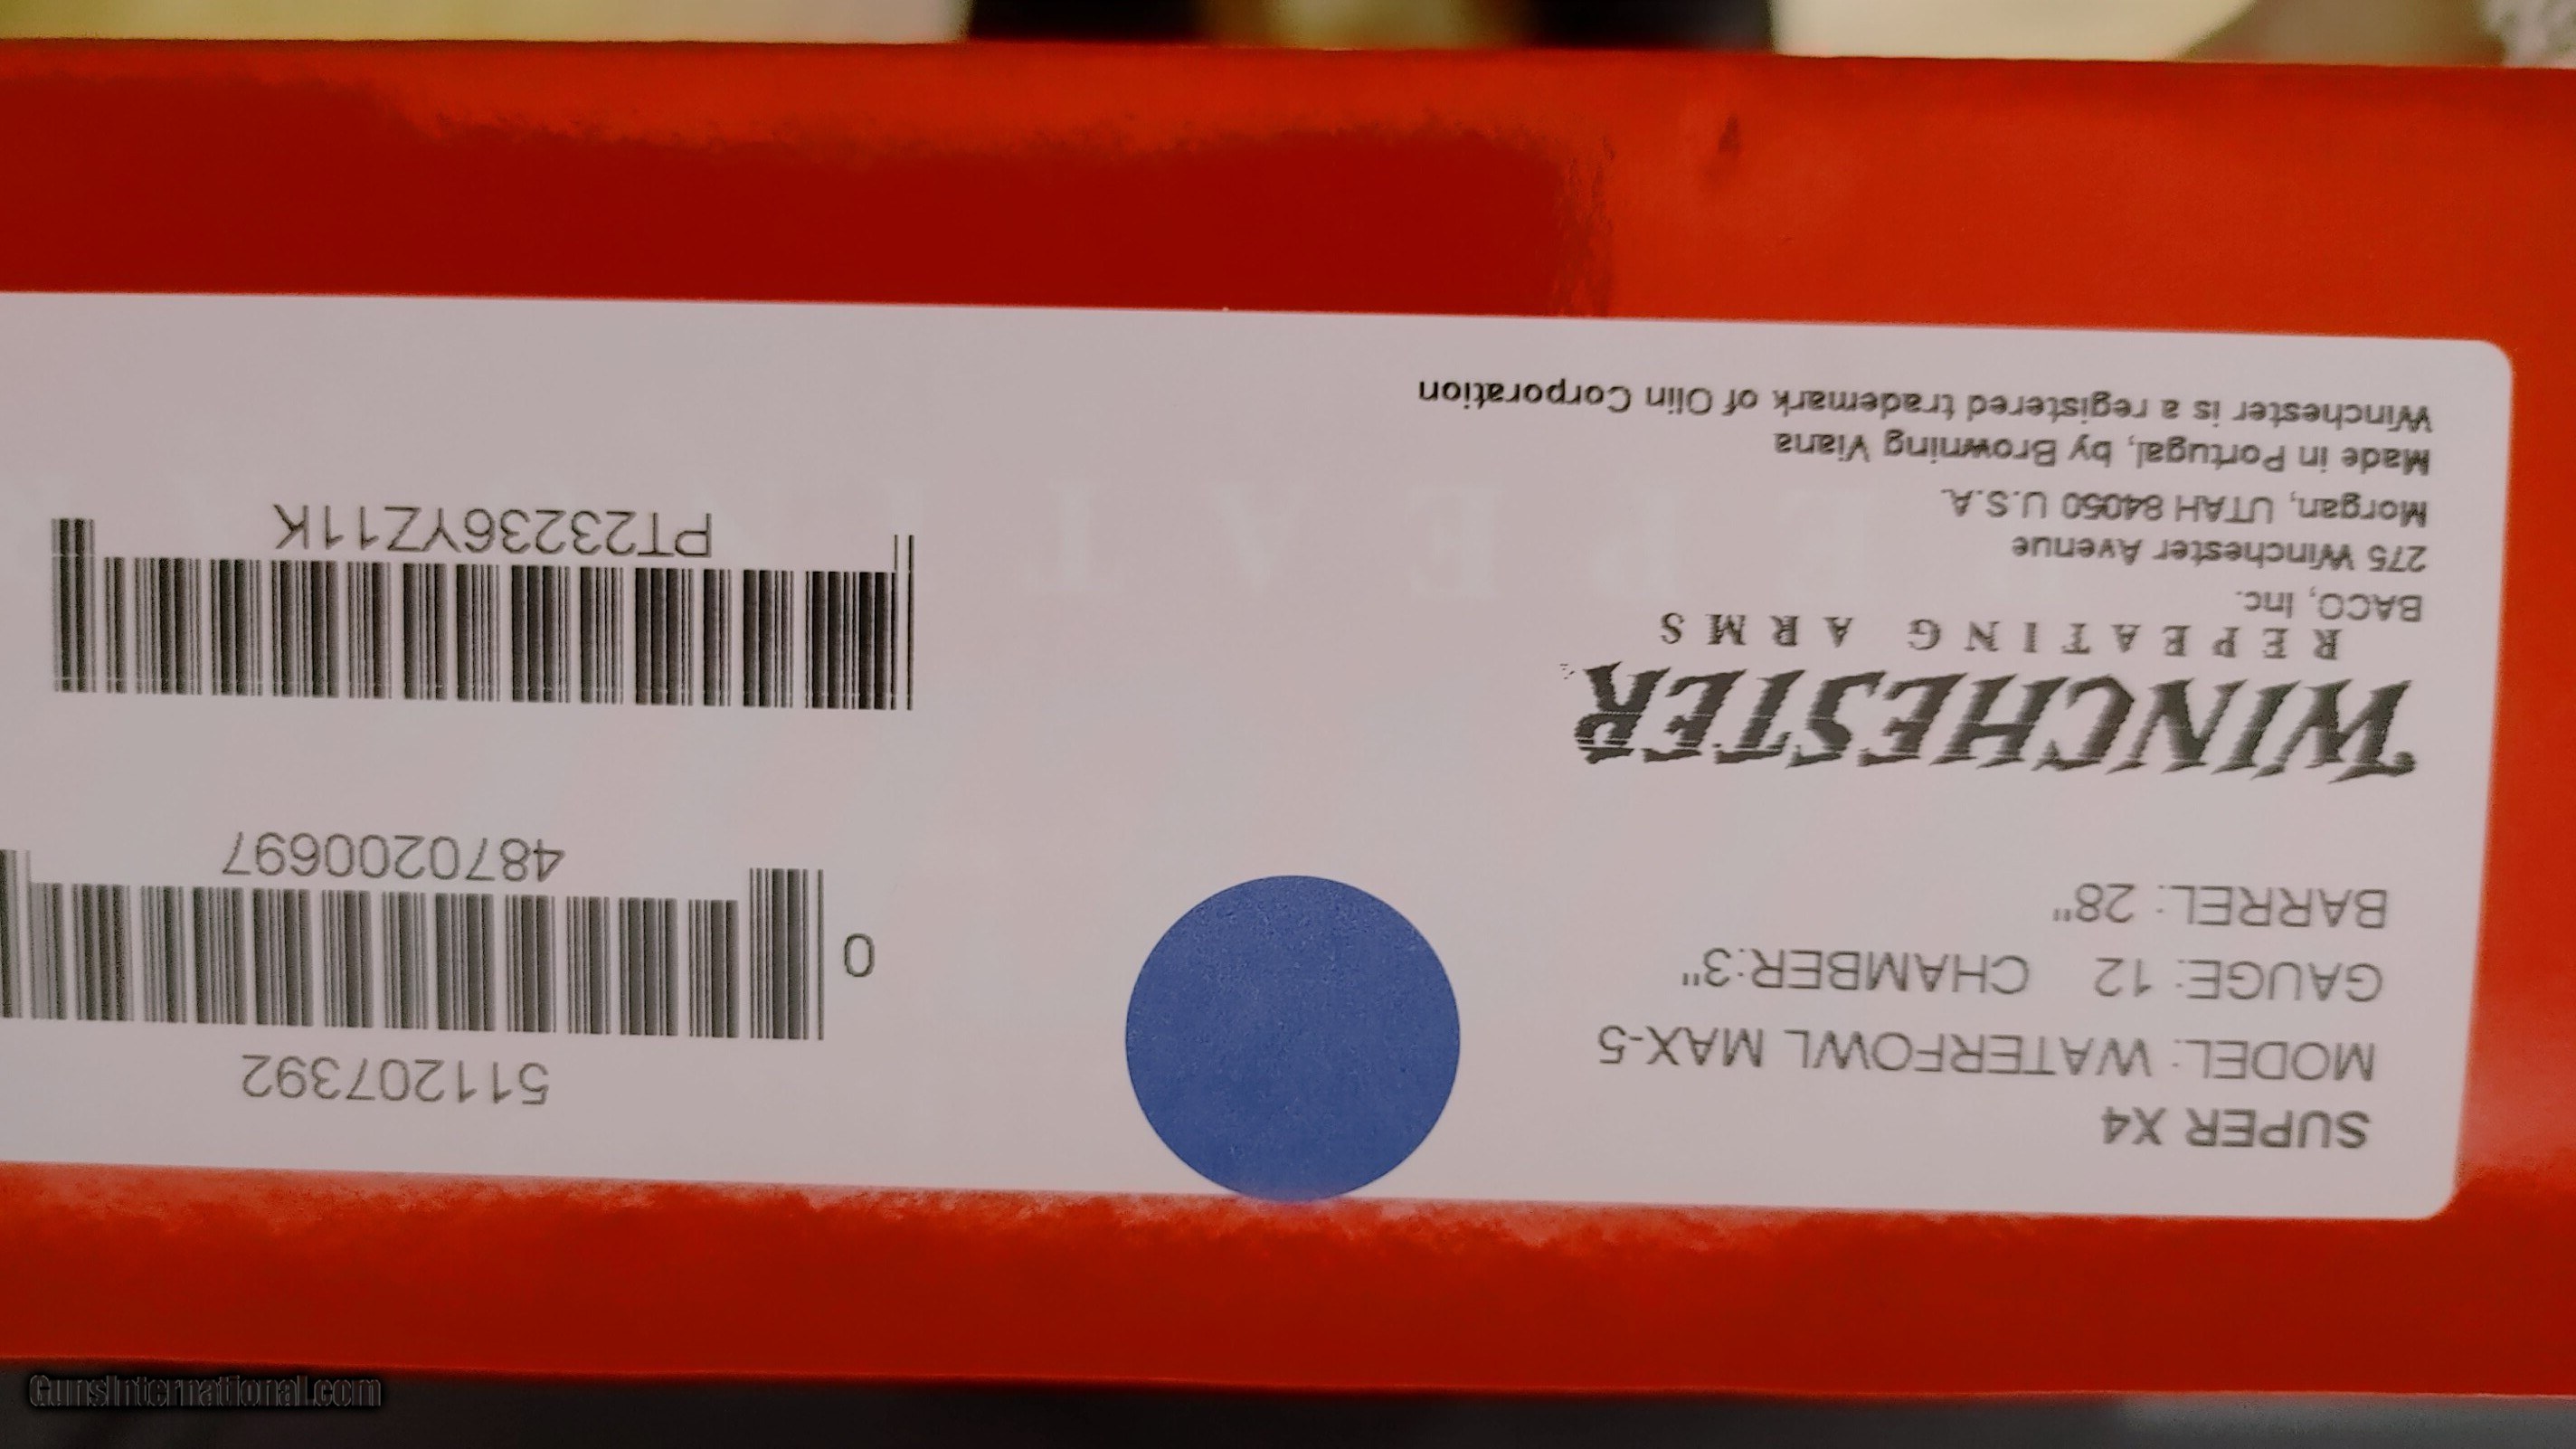 SUPER X4
MODEL: WATERFOWL MAX-5
GAUGE: 12 CHAMBER:3"
BARREL: 28"
WINCHESTER
REPEATING ARMS
BACO, Inc.
275 Winchester Avenue
Morgan, UTAH 84050 U.S.A.
Made in Portugal, by Browning Viana
Winchester is a registered trademark of Olin Corporation
511207392
0
4870200697
PT23236YZ11K
GunsInternational.com